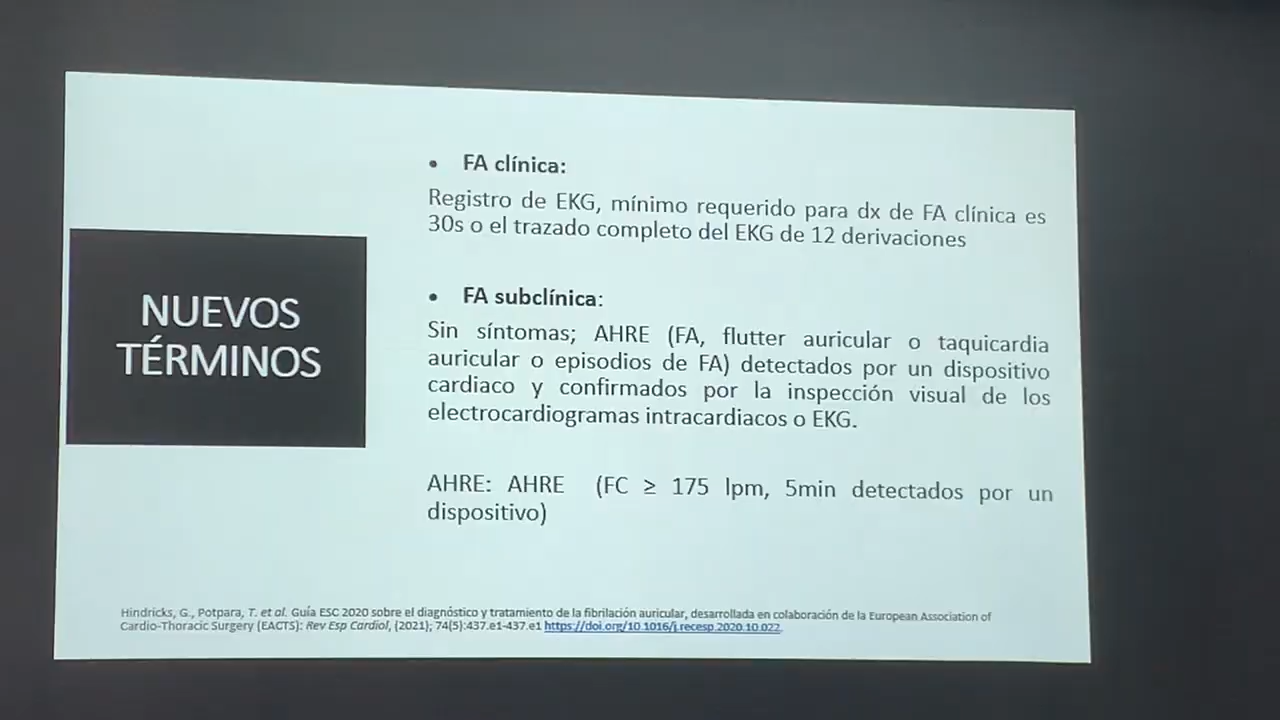 NUEVOS
TÉRMINOS
• FA clínica:
Registro de EKG, mínimo requerido para dx de FA clínica es
30s o el trazado completo del EKG de 12 derivaciones
• FA subclínica:
Sin síntomas; AHRE (FA, flutter auricular o taquicardia
auricular o episodios de FA) detectados por un dispositivo
cardiaco y confirmados por la inspección visual de los
electrocardiogramas intracardiacos o EKG.
AHRE: AHRE (FC ≥ 175 lpm, 5min detectados por un
dispositivo)
Hindricks, G., Potpara, T. et al. Guía ESC 2020 sobre el diagnóstico y tratamiento de la fibrilación auricular, desarrollada en colaboración de la European Association of
Cardio-Thoracic Surgery (EACTS): Rev Esp Cardiol, (2021); 74(5):437.e1-437.e1 https://doi.org/10.1016/j.recesp.2020.10.022.